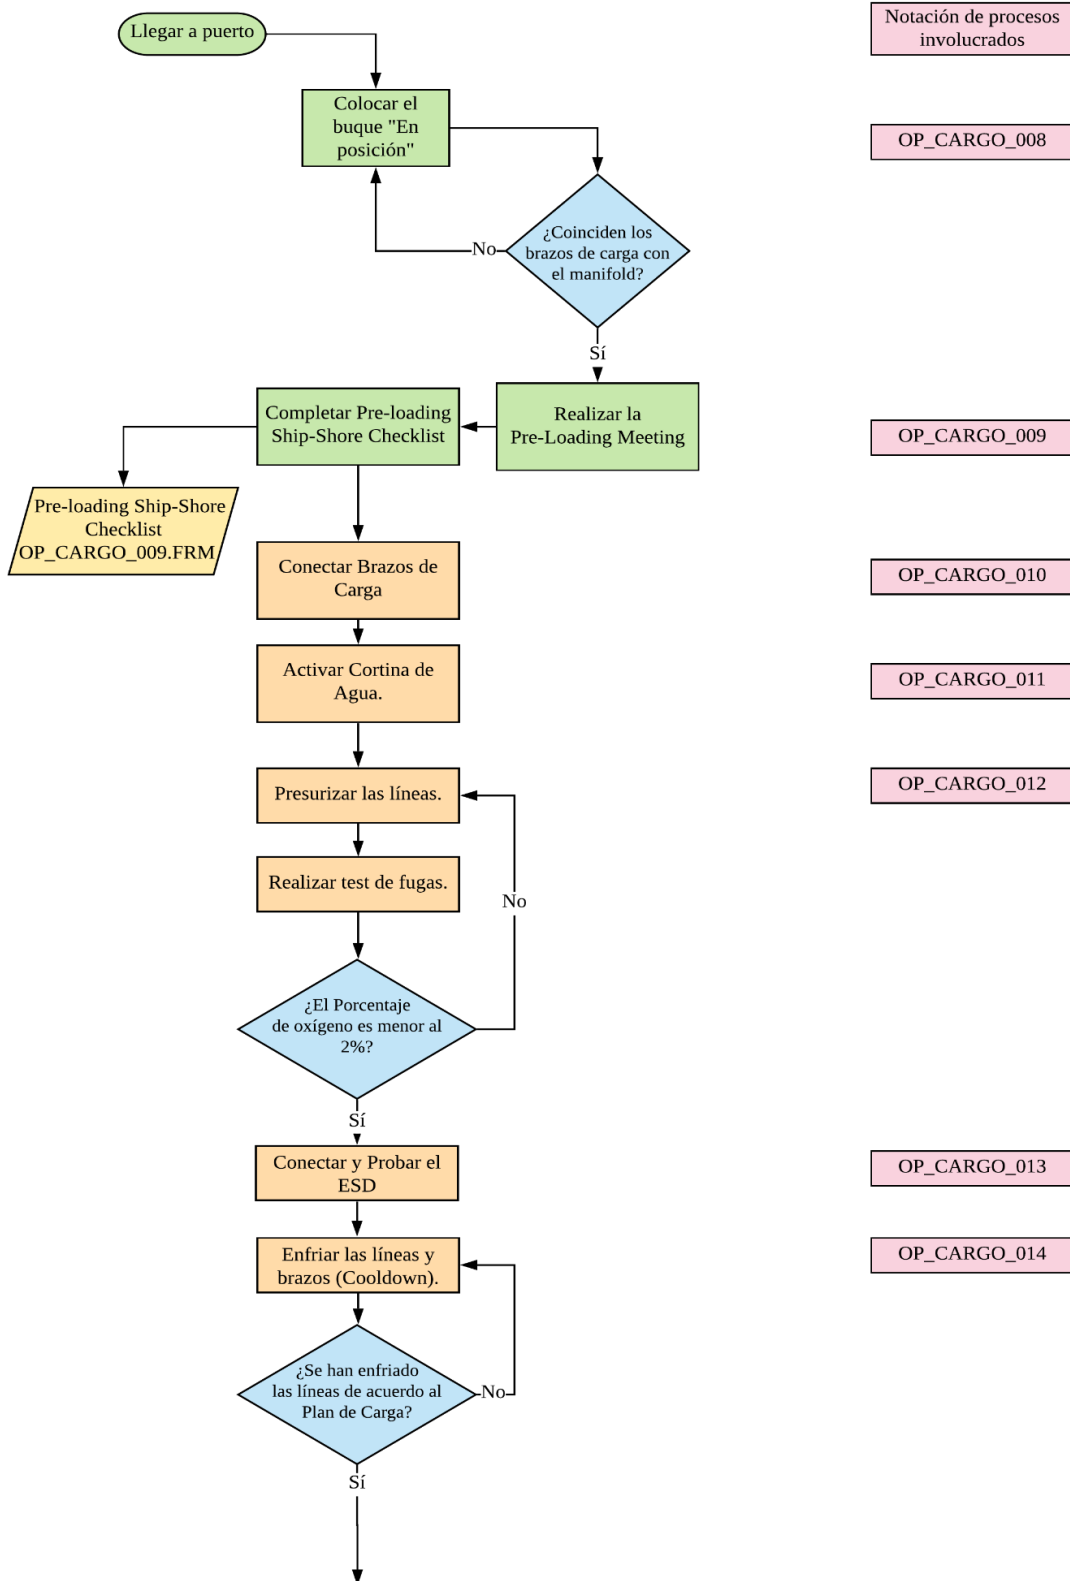 Llegar a puerto
Notación de procesos
involucrados
Colocar el
buque "En
posición"
OP_CARGO_008
¿Coinciden los
brazos de carga con
el manifold?
No
Sí
Completar Pre-loading
Ship-Shore Checklist
Realizar la
Pre-Loading Meeting
OP_CARGO_009
Pre-loading Ship-Shore
Checklist
OP_CARGO_009.FRM
Conectar Brazos de
Carga
OP_CARGO_010
Activar Cortina de
Agua.
OP_CARGO_011
Presurizar las líneas.
OP_CARGO_012
Realizar test de fugas.
No
¿El Porcentaje
de oxígeno es menor al
2%?
Sí
Conectar y Probar el
ESD
OP_CARGO_013
Enfriar las líneas y
brazos (Cooldown).
OP_CARGO_014
¿Se han enfriado
las líneas de acuerdo al
Plan de Carga?
No
Sí